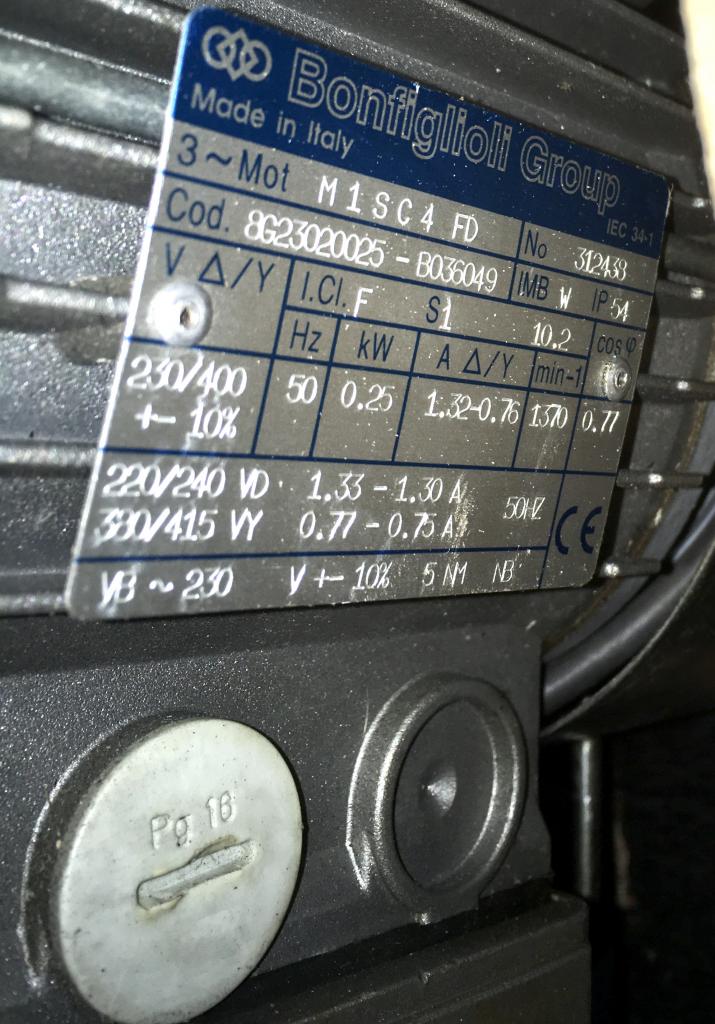 Bonfiglioli Group
Made in Italy
IEC 34-1
3~Mot M1SC4 FD No 312438
Cod. 8G23020025 - B036049 IMB W IP 54
V Δ/Y I.Cl. F S1 10.2 cos φ
Hz kW A Δ/Y min-1
230/400 50 0.25 1.32-0.76 1370 0.77
+- 10%
220/240 VD 1.33 - 1.30 A 50HZ
380/415 VY 0.77 - 0.75 A CE
VB ~ 230 V +- 10% 5 NM NB
Pg 16